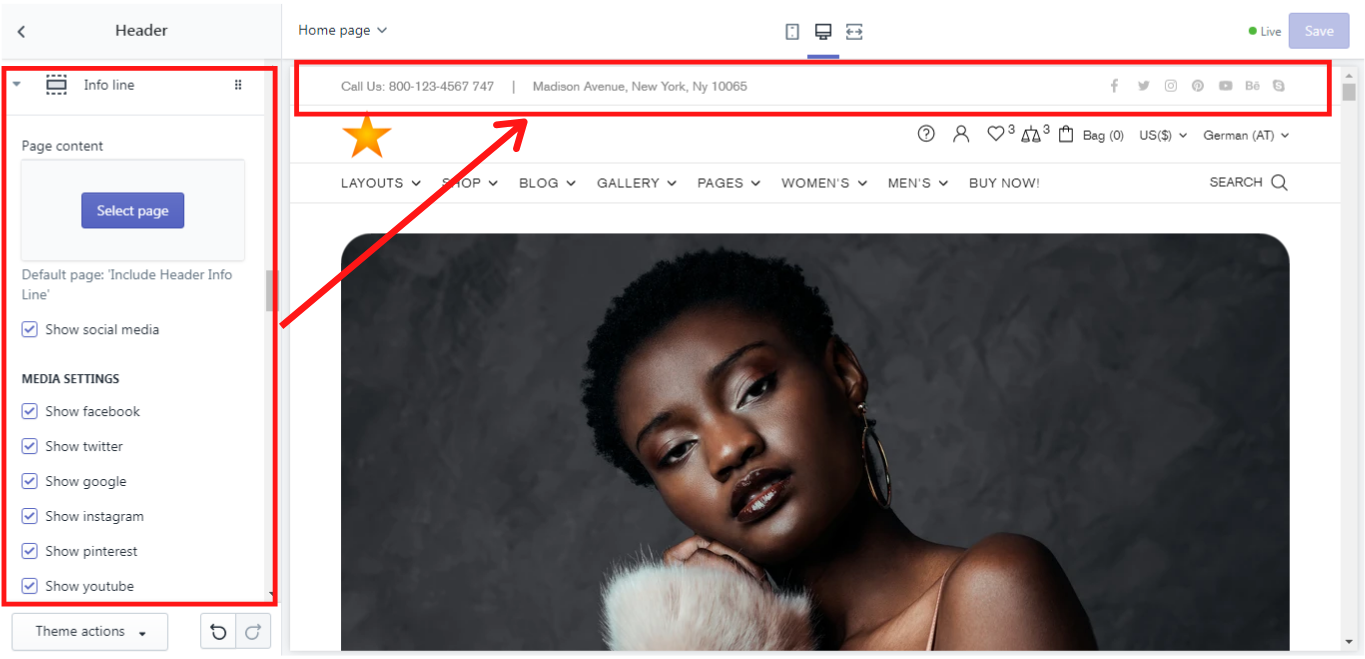 Header
Home page
Live
Save
Info line
Page content
Select page
Default page: 'Include Header Info
Line'
Show social media
MEDIA SETTINGS
Show facebook
Show twitter
Show google
Show instagram
Show pinterest
Show youtube
Theme actions
Call Us: 800-123-4567 747 | Madison Avenue, New York, Ny 10065
Bē
3
3
Bag (0)
US($)
German (AT)
LAYOUTS SHOP BLOG GALLERY PAGES WOMEN'S MEN'S BUY NOW!
SEARCH